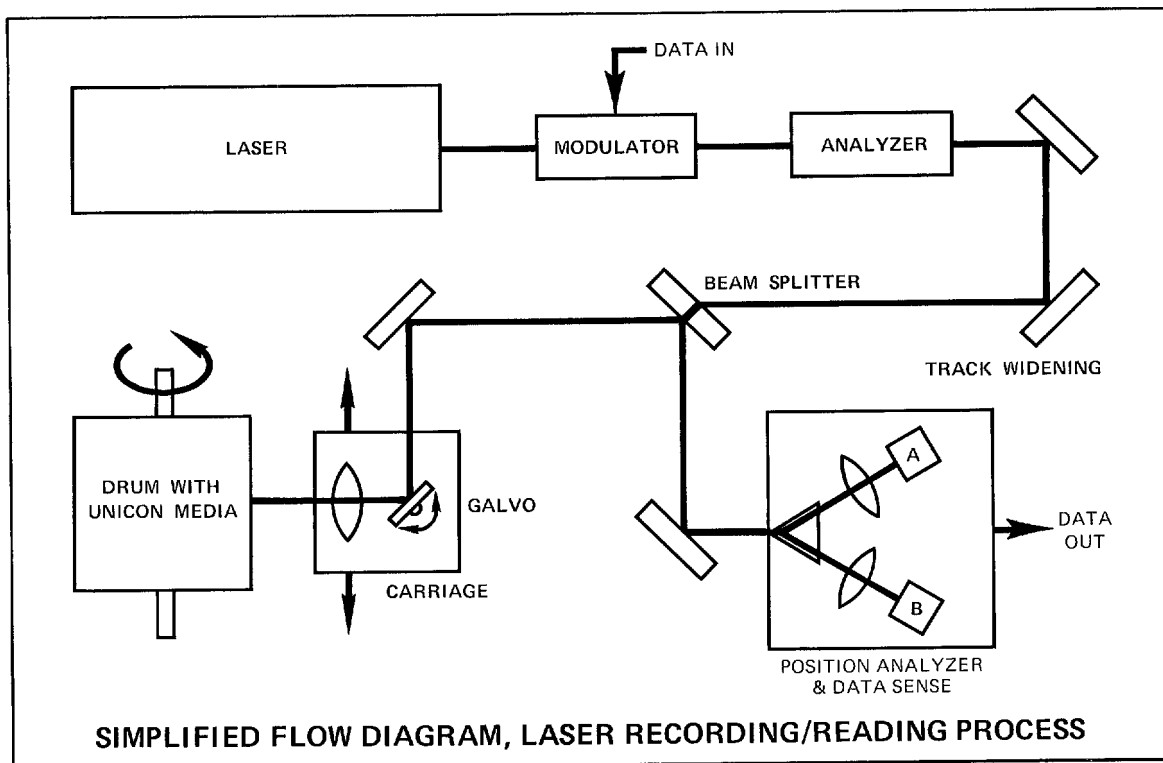 DATA IN
LASER
MODULATOR
ANALYZER
BEAM SPLITTER
TRACK WIDENING
DRUM WITH
UNICON MEDIA
GALVO
CARRIAGE
A
B
DATA
OUT
POSITION ANALYZER
& DATA SENSE
SIMPLIFIED FLOW DIAGRAM, LASER RECORDING/READING PROCESS